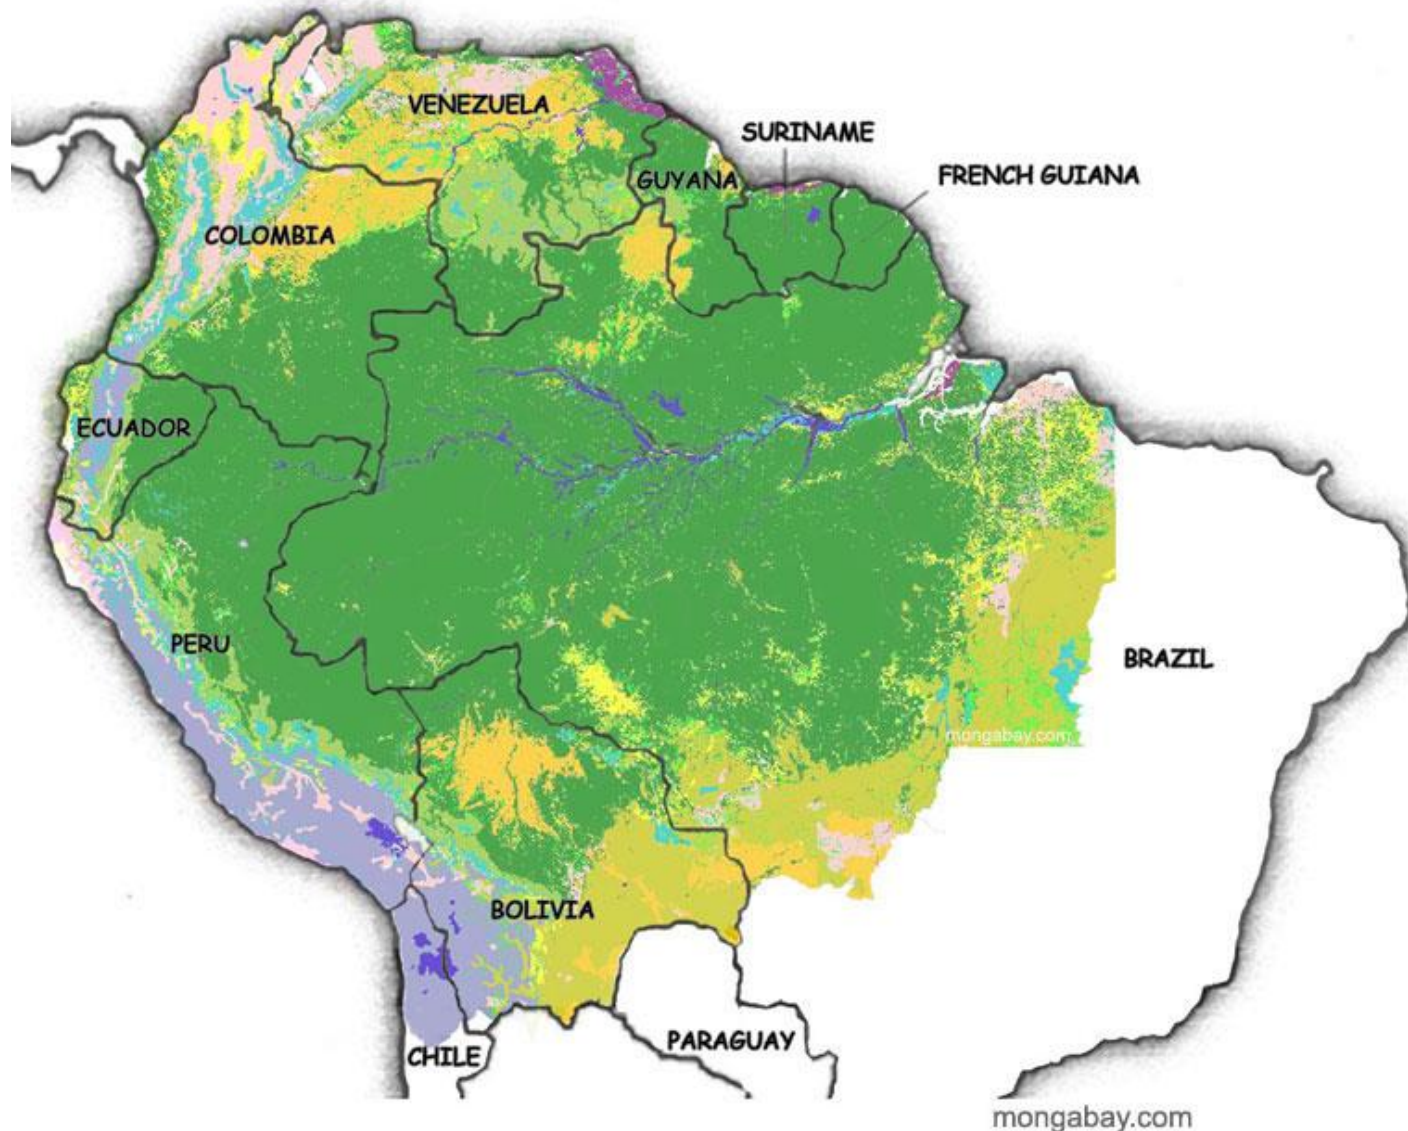 VENEZUELA
SURINAME
FRENCH GUIANA
GUYANA
COLOMBIA
ECUADOR
PERU
BRAZIL
mongabay.com
BOLIVIA
PARAGUAY
CHILE
mongabay.com